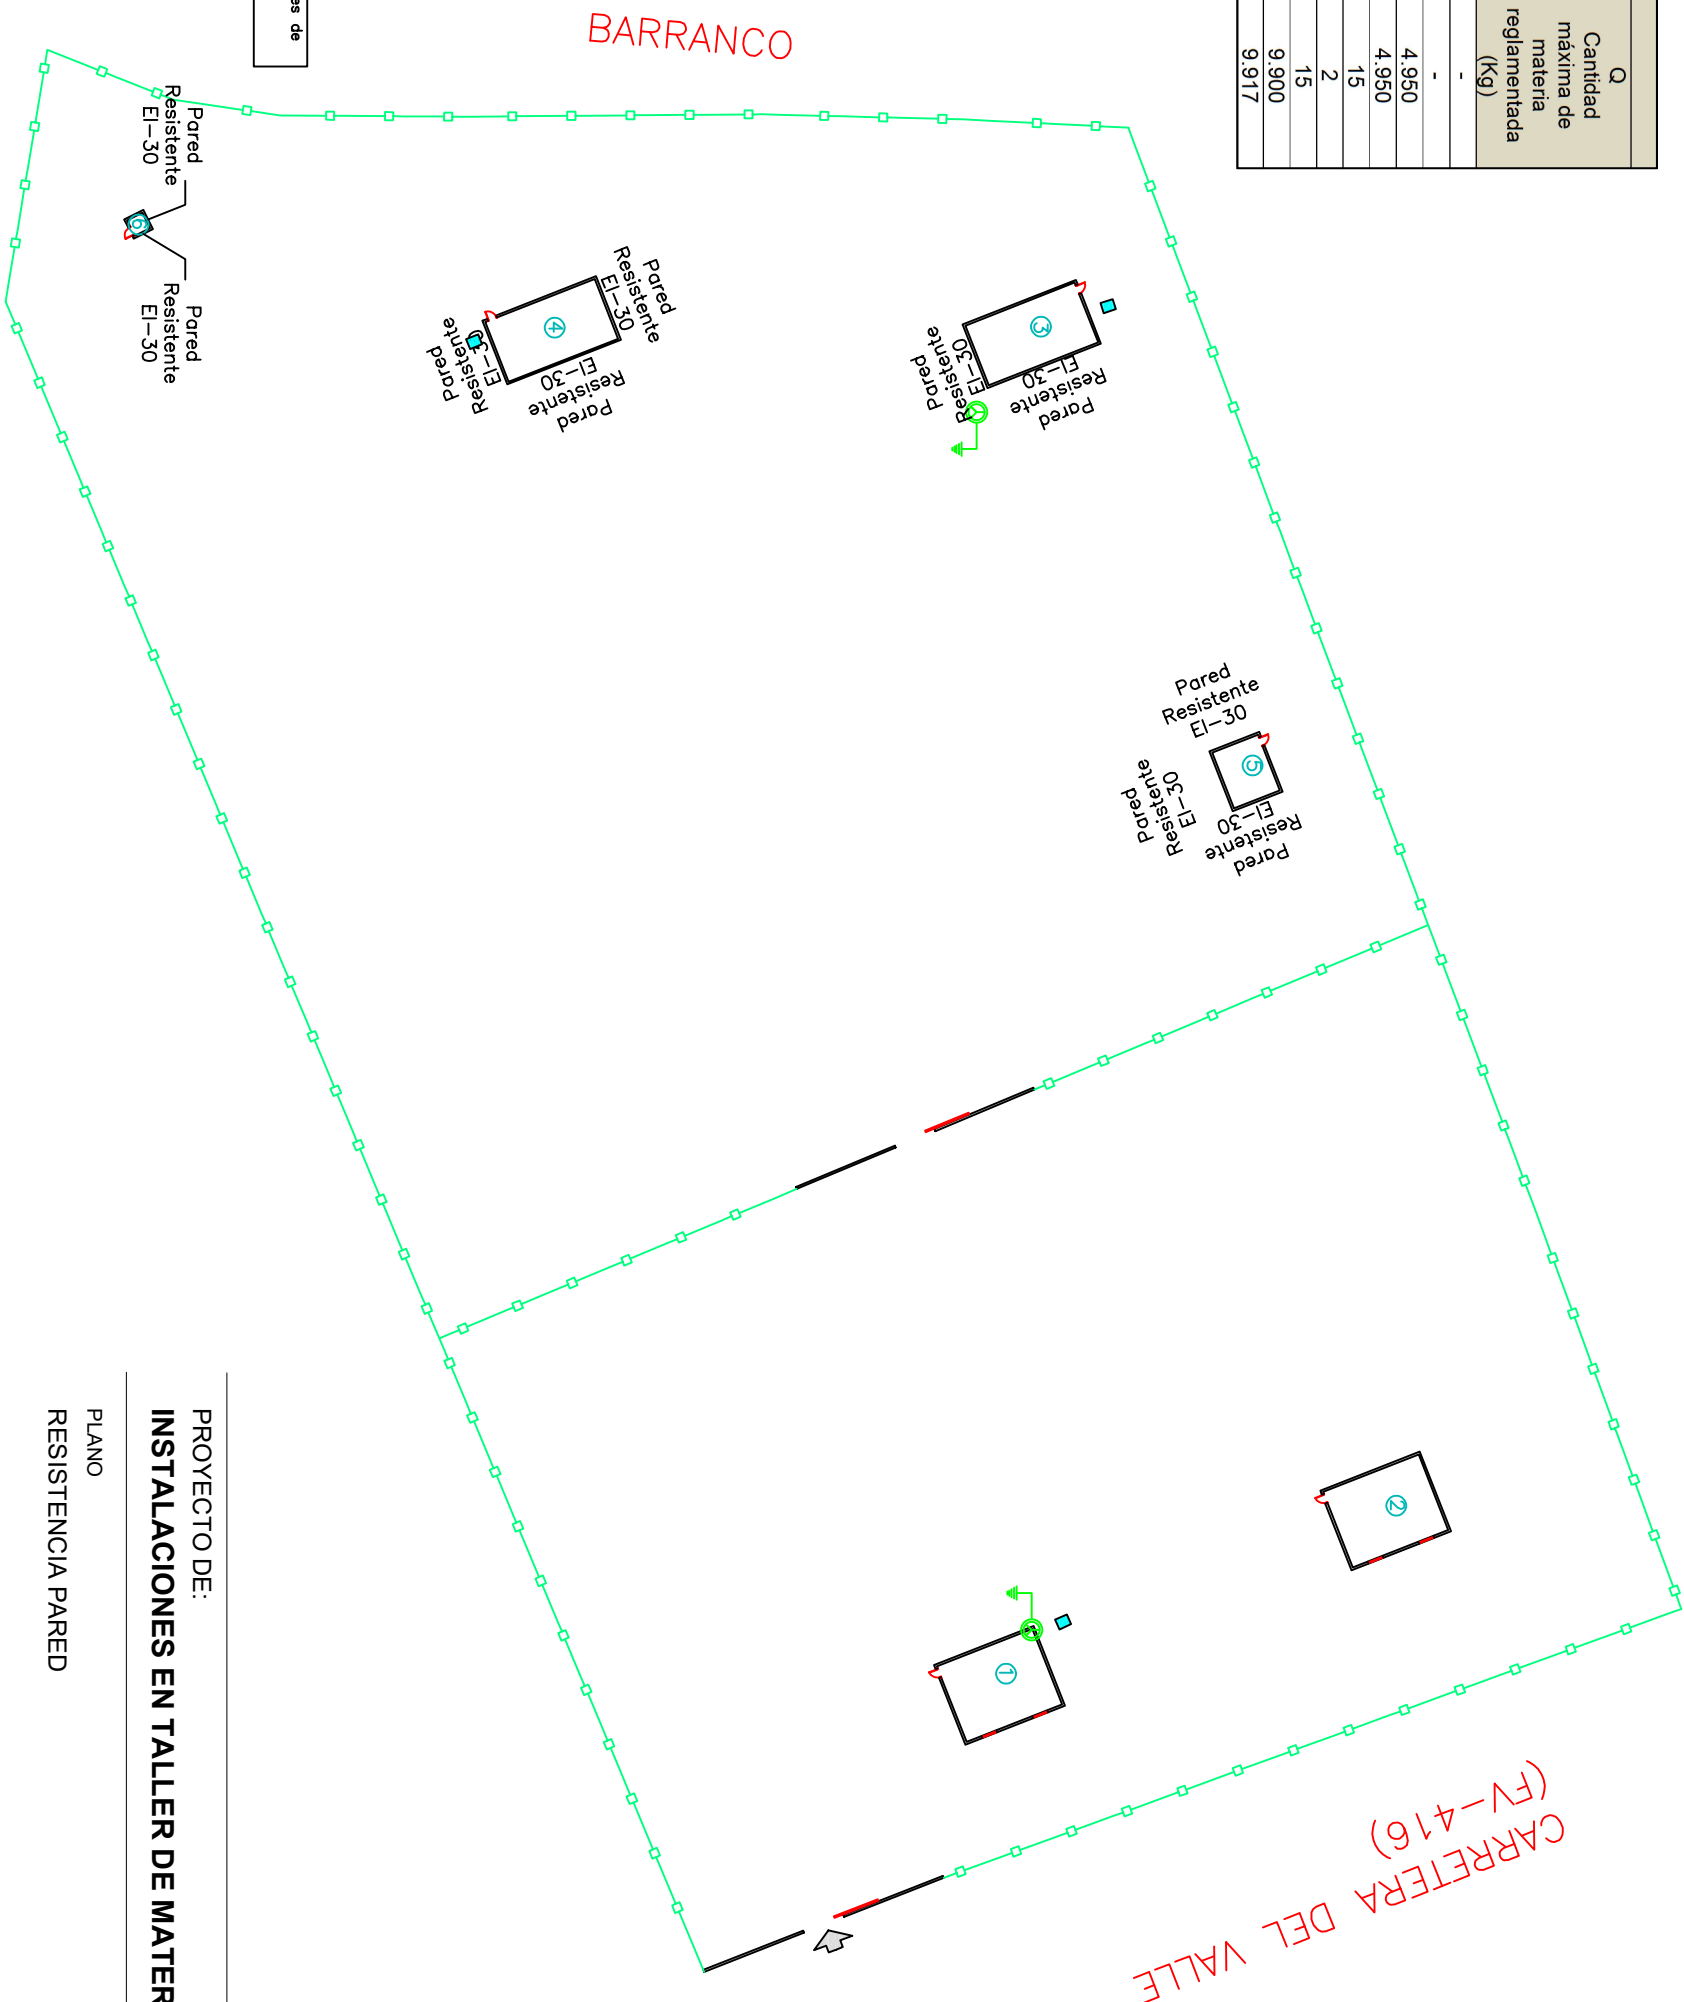 Q
Cantidad
máxima de
materia
reglamentada
(Kg)
-
-
4.950
4.950
15
2
15
9.900
9.917
es de
BARRANCO
Pared
Resistente
EI-30
6
Pared
Resistente
EI-30
Pared
Resistente
EI-30
4
Pared
Resistente
EI-30
Pared
Resistente
EI-30
3
Pared
Resistente
EI-30
Pared
Resistente
EI-30
Pared
Resistente
EI-30
5
Pared
Resistente
EI-30
Pared
Resistente
EI-30
2
1
CARRETERA DEL VALLE
(FV-416)
PROYECTO DE:
INSTALACIONES EN TALLER DE MATER
PLANO
RESISTENCIA PARED